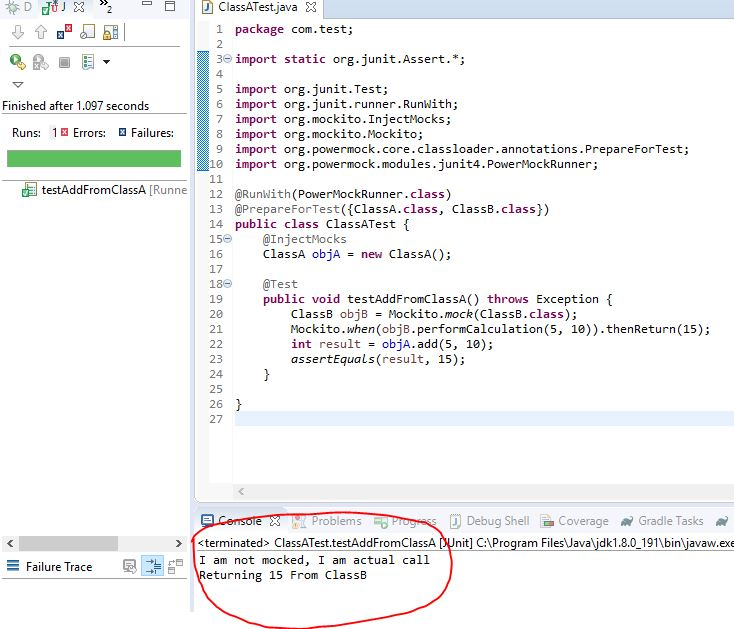 D
JU J
»2
Finished after 1.097 seconds
Runs: 1 Errors: Failures:
testAddFromClassA [Runne
Failure Trace
ClassATest.java
1 package com.test;
2
3 import static org.junit.Assert.*;
4
5 import org.junit.Test;
6 import org.junit.runner.RunWith;
7 import org.mockito.InjectMocks;
8 import org.mockito.Mockito;
9 import org.powermock.core.classloader.annotations.PrepareForTest;
10 import org.powermock.modules.junit4.PowerMockRunner;
11
12 @RunWith(PowerMockRunner.class)
13 @PrepareForTest({ClassA.class, ClassB.class})
14 public class ClassATest {
15 @InjectMocks
16 ClassA objA = new ClassA();
17
18 @Test
19 public void testAddFromClassA() throws Exception {
20 ClassB objB = Mockito.mock(ClassB.class);
21 Mockito.when(objB.performCalculation(5, 10)).thenReturn(15);
22 int result = objA.add(5, 10);
23 assertEquals(result, 15);
24 }
25
26 }
27
Console Problems Progress Debug Shell Coverage Gradle Tasks
<terminated> ClassATest.testAddFromClassA [JUnit] C:\Program Files\Java\jdk1.8.0_191\bin\javaw.exe
I am not mocked, I am actual call
Returning 15 From ClassB